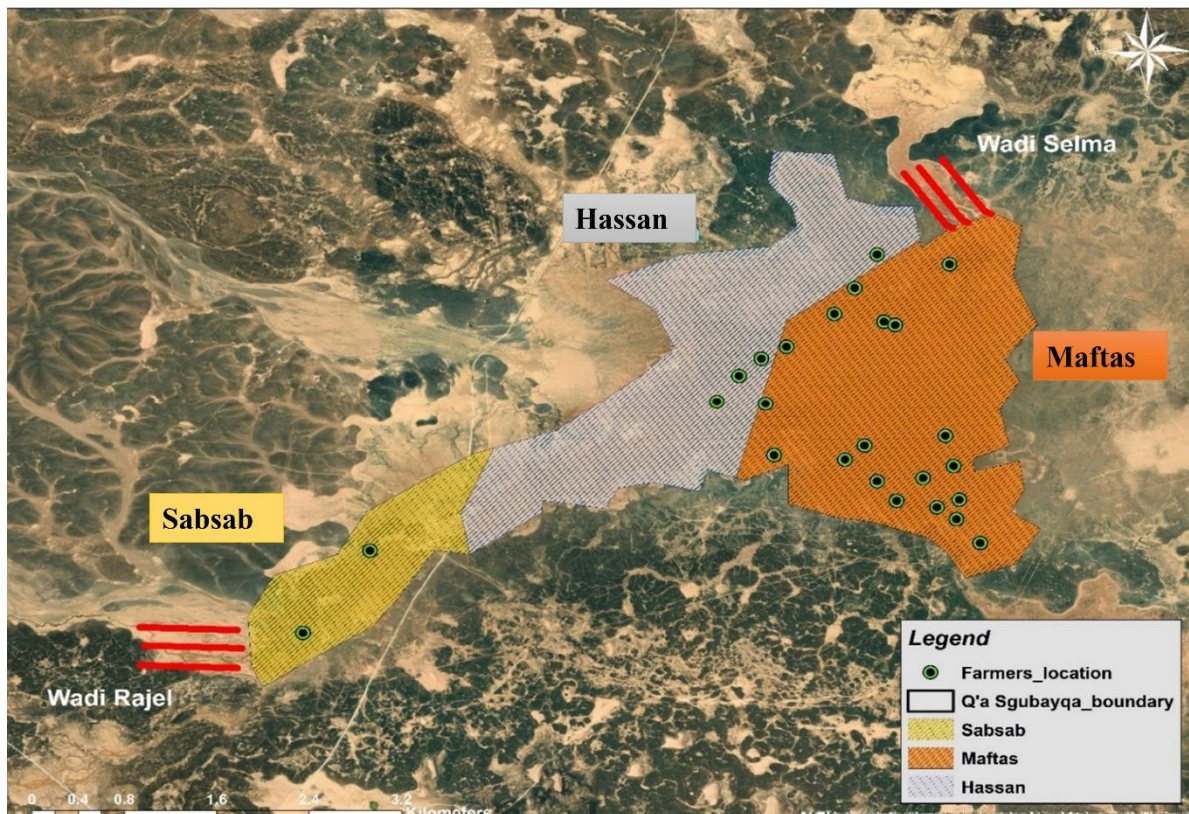 Wadi Selma
Hassan
Maftas
Sabsab
Wadi Rajel
Legend
Farmers_location
Q'a Sgubayqa_boundary
Sabsab
Maftas
Hassan
0 0.4 0.8 1.6 2.4 3.2
Kilometers